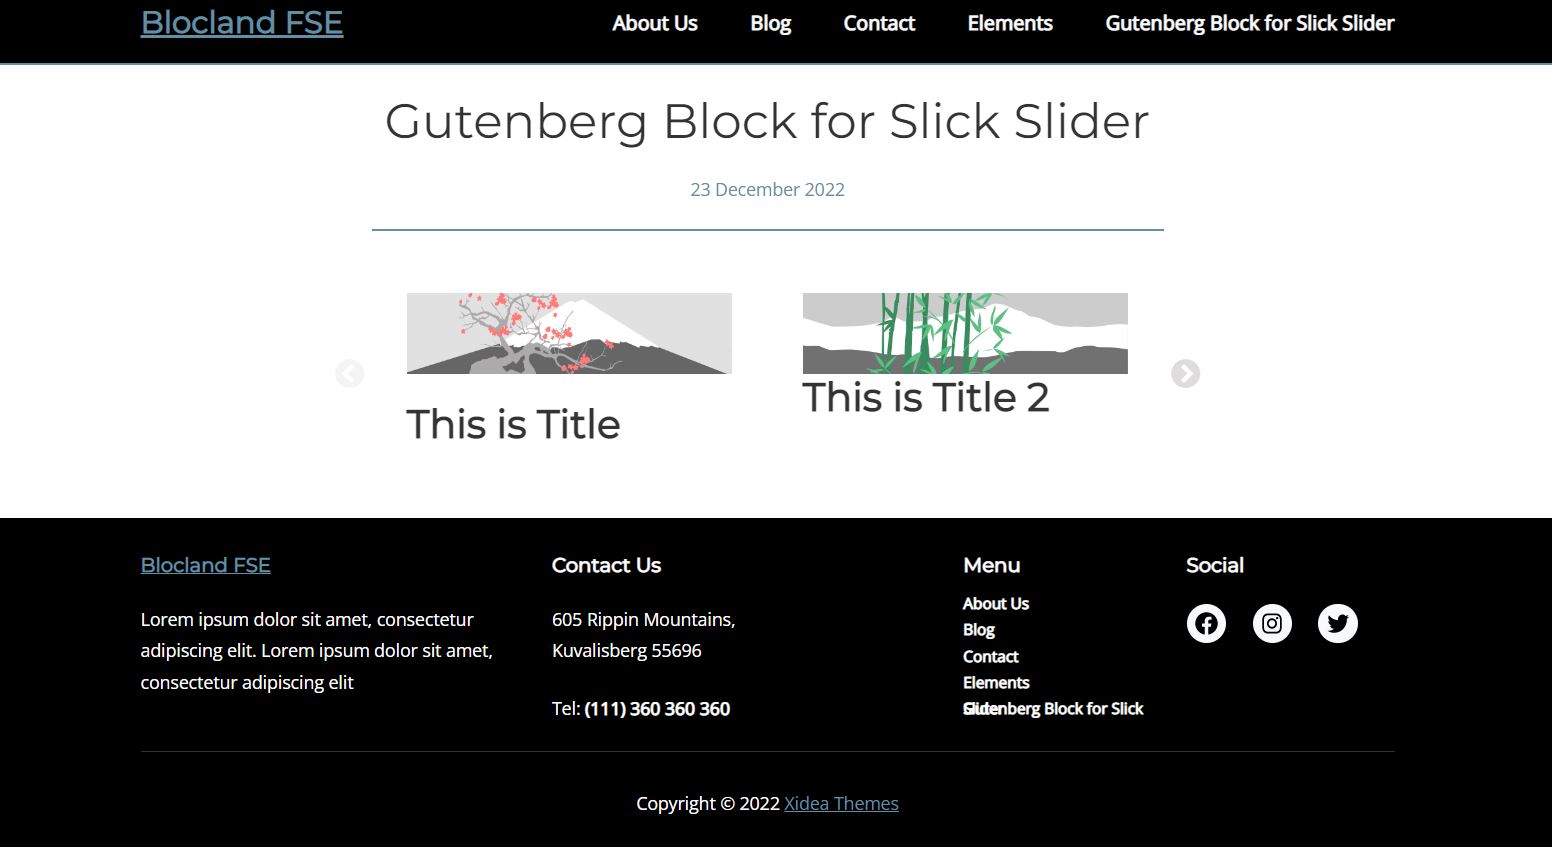 Blocland FSE
About Us Blog Contact Elements Gutenberg Block for Slick Slider
Gutenberg Block for Slick Slider
23 December 2022
This is Title
This is Title 2
Blocland FSE
Lorem ipsum dolor sit amet, consectetur
adipiscing elit. Lorem ipsum dolor sit amet,
consectetur adipiscing elit
Contact Us
605 Rippin Mountains,
Kuvalisberg 55696
Tel: (111) 360 360 360
Menu
About Us
Blog
Contact
Elements
Gutenberg Block for Slick
Slider
Social
Copyright © 2022 Xidea Themes